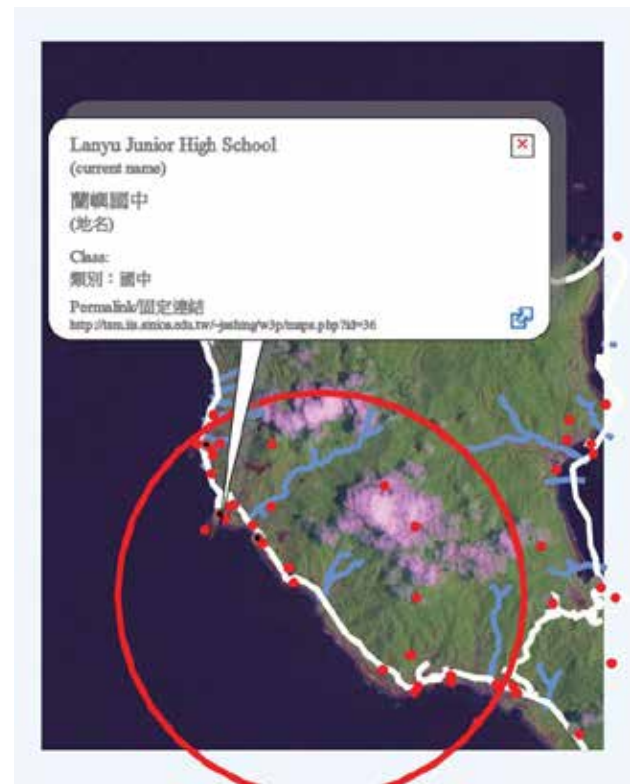 Lanyu Junior High School
(current name)
蘭嶼國中
(地名)
Class:
類別：國中
Permalink/固定連結
http://tsm.iis.sinica.edu.tw/~jashing/w3p/maps.php?id=36